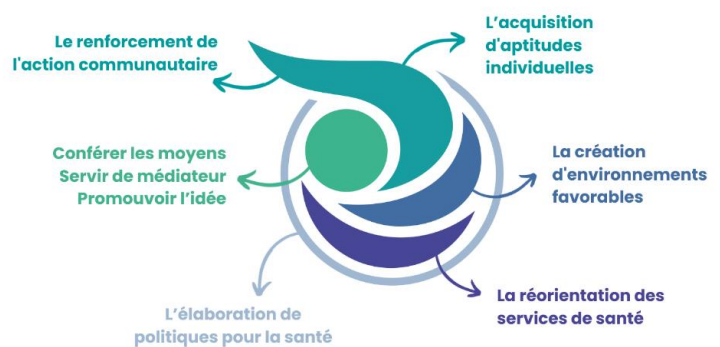 Le renforcement de
l'action communautaire
L'acquisition
d'aptitudes
individuelles
Conférer les moyens
Servir de médiateur
Promouvoir l'idée
La création
d'environnements
favorables
L'élaboration de
politiques pour la santé
La réorientation des
services de santé